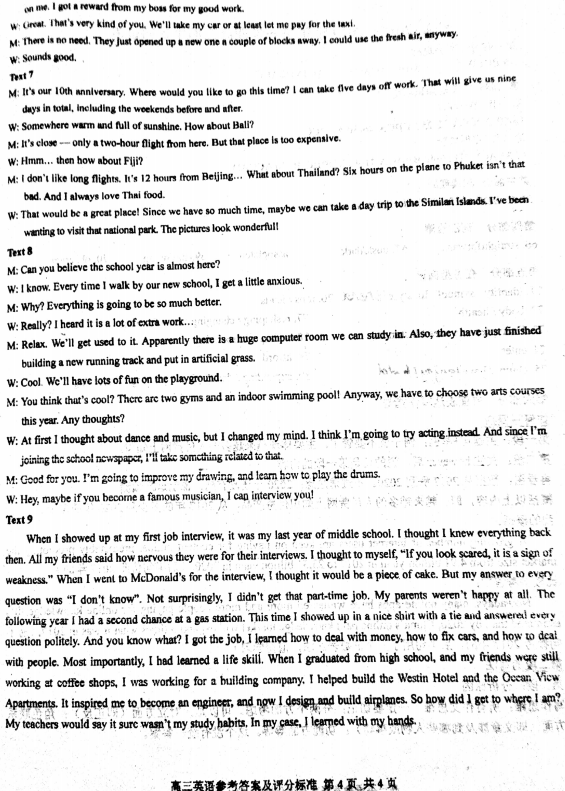 on me. I got a reward from my boss for my good work.
W: Great. That's very kind of you. We'll take my car or at least let me pay for the taxi.
M: There is no need. They just opened up a new one a couple of blocks away. I could use the fresh air, anyway.
W: Sounds good.
Text 7
M: It's our 10th anniversary. Where would you like to go this time? I can take five days off work. That will give us nine
days in total, including the weekends before and after.
W: Somewhere warm and full of sunshine. How about Bali?
M: It's close — only a two-hour flight from here. But that place is too expensive.
W: Hmm… then how about Fiji?
M: I don't like long flights. It's 12 hours from Beijing… What about Thailand? Six hours on the plane to Phuket isn't that
bad. And I always love Thai food.
W: That would be a great place! Since we have so much time, maybe we can take a day trip to the Similan Islands. I've been
wanting to visit that national park. The pictures look wonderful!
Text 8
M: Can you believe the school year is almost here?
W: I know. Every time I walk by our new school, I get a little anxious.
M: Why? Everything is going to be so much better.
W: Really? I heard it is a lot of extra work…
M: Relax. We'll get used to it. Apparently there is a huge computer room we can study in. Also, they have just finished
building a new running track and put in artificial grass.
W: Cool. We'll have lots of fun on the playground.
M: You think that's cool? There are two gyms and an indoor swimming pool! Anyway, we have to choose two arts courses
this year. Any thoughts?
W: At first I thought about dance and music, but I changed my mind. I think I'm going to try acting instead. And since I'm
joining the school newspaper, I'll take something related to that.
M: Good for you. I'm going to improve my drawing, and learn how to play the drums.
W: Hey, maybe if you become a famous musician, I can interview you!
Text 9
When I showed up at my first job interview, it was my last year of middle school. I thought I knew everything back
then. All my friends said how nervous they were for their interviews. I thought to myself, "If you look scared, it is a sign of
weakness." When I went to McDonald's for the interview, I thought it would be a piece of cake. But my answer to every
question was "I don't know". Not surprisingly, I didn't get that part-time job. My parents weren't happy at all. The
following year I had a second chance at a gas station. This time I showed up in a nice shirt with a tie and answered every
question politely. And you know what? I got the job, I learned how to deal with money, how to fix cars, and how to deal
with people. Most importantly, I had learned a life skill. When I graduated from high school, and my friends were still
working at coffee shops, I was working for a building company. I helped build the Westin Hotel and the Ocean View
Apartments. It inspired me to become an engineer, and now I design and build airplanes. So how did I get to where I am?
My teachers would say it sure wasn't my study habits. In my case, I learned with my hands.
高三英语参考答案及评分标准 第 4 页 共 4 页